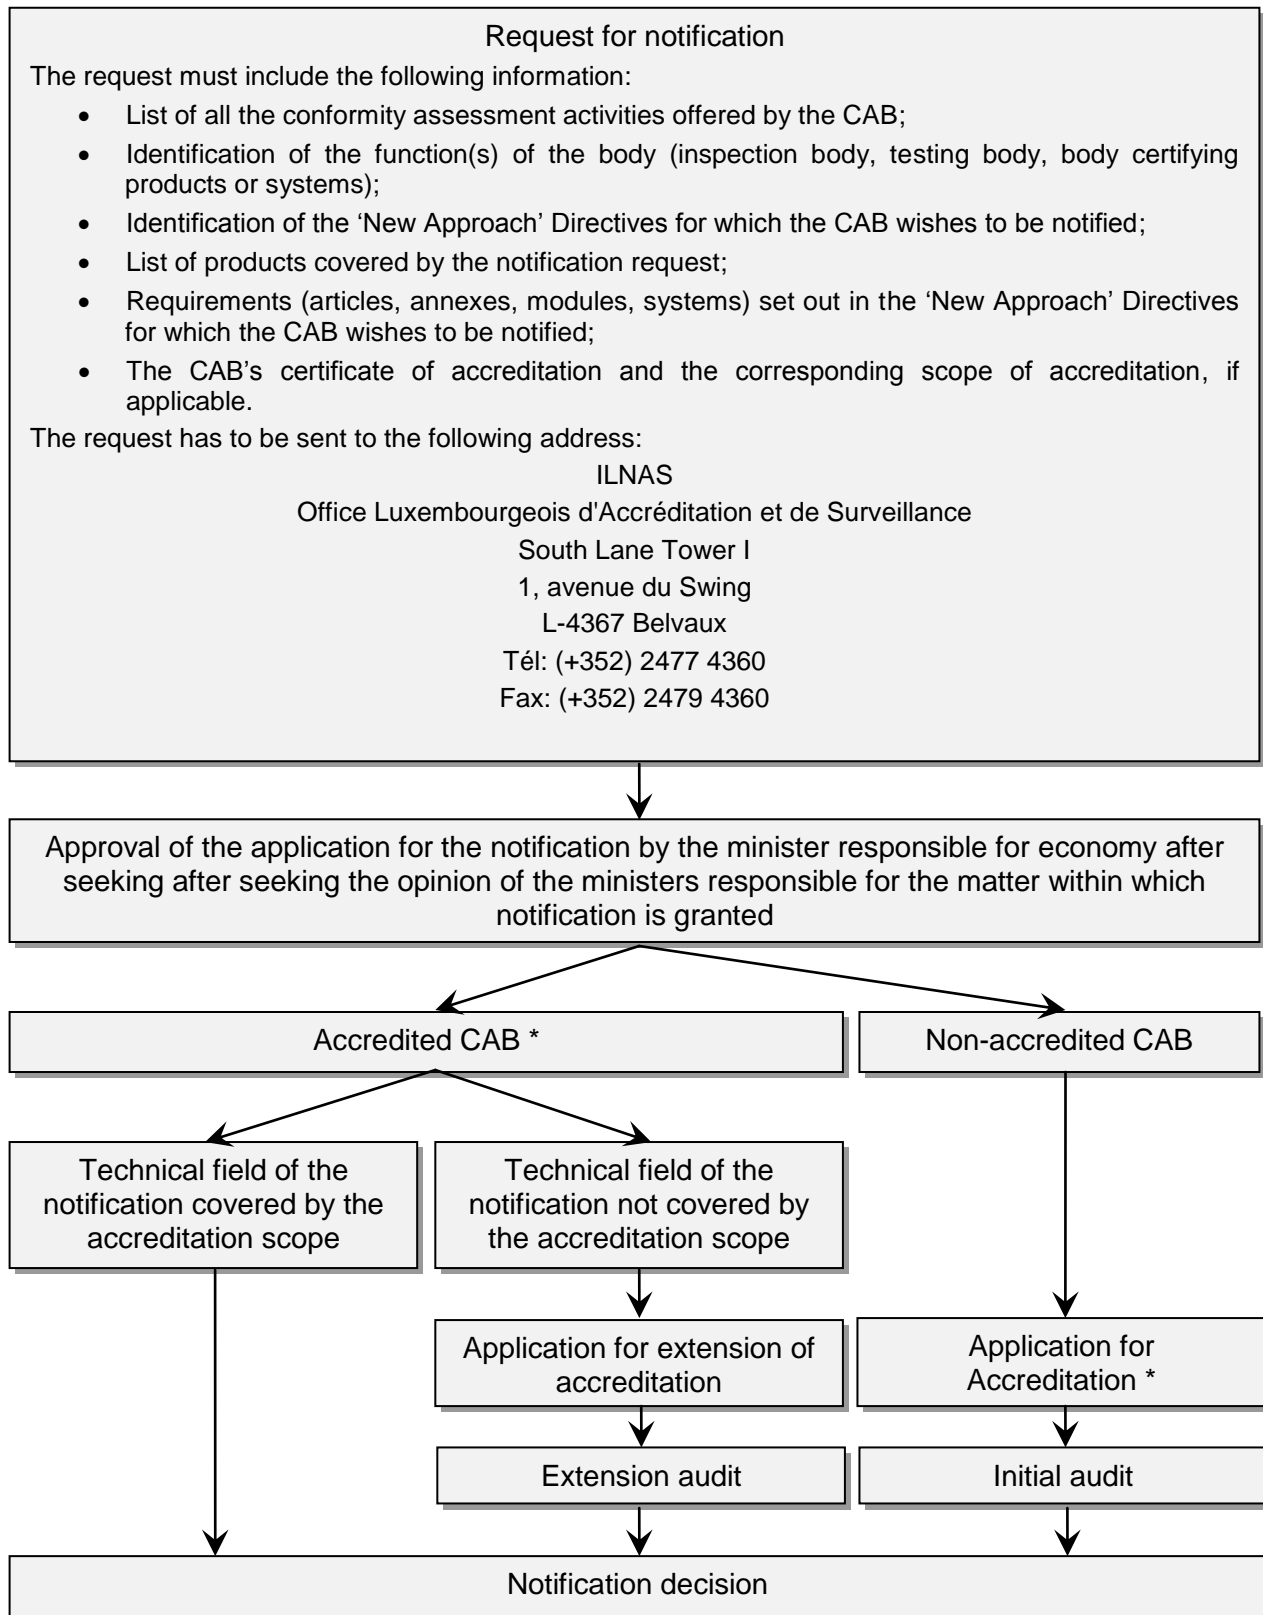 Request for notification
The request must include the following information:
• List of all the conformity assessment activities offered by the CAB;
• Identification of the function(s) of the body (inspection body, testing body, body certifying
products or systems);
• Identification of the ‘New Approach’ Directives for which the CAB wishes to be notified;
• List of products covered by the notification request;
• Requirements (articles, annexes, modules, systems) set out in the ‘New Approach’ Directives
for which the CAB wishes to be notified;
• The CAB’s certificate of accreditation and the corresponding scope of accreditation, if
applicable.
The request has to be sent to the following address:
ILNAS
Office Luxembourgeois d'Accréditation et de Surveillance
South Lane Tower I
1, avenue du Swing
L-4367 Belvaux
Tél: (+352) 2477 4360
Fax: (+352) 2479 4360
Approval of the application for the notification by the minister responsible for economy after
seeking after seeking the opinion of the ministers responsible for the matter within which
notification is granted
Accredited CAB *
Non-accredited CAB
Technical field of the
notification covered by the
accreditation scope
Technical field of the
notification not covered by
the accreditation scope
Application for extension of
accreditation
Application for
Accreditation *
Extension audit
Initial audit
Notification decision